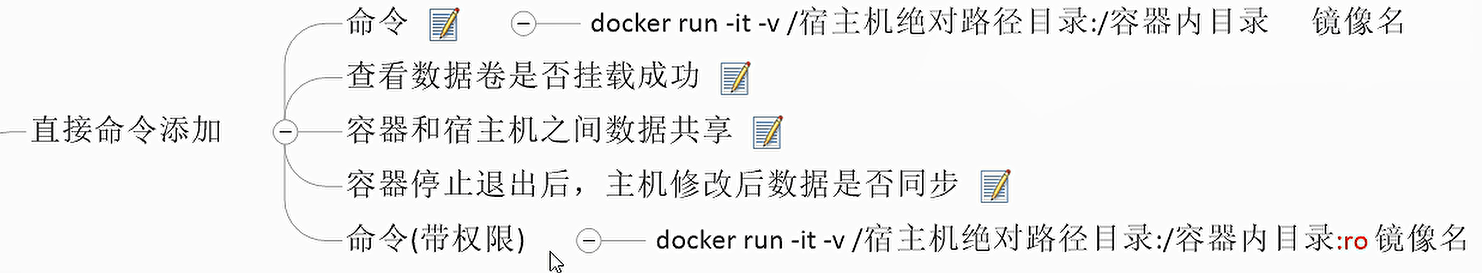 命令 docker run -it -v /宿主机绝对路径目录:/容器内目录 镜像名
查看数据卷是否挂载成功
直接命令添加
容器和宿主机之间数据共享
容器停止退出后，主机修改后数据是否同步
命令(带权限) docker run -it -v /宿主机绝对路径目录:/容器内目录:ro 镜像名